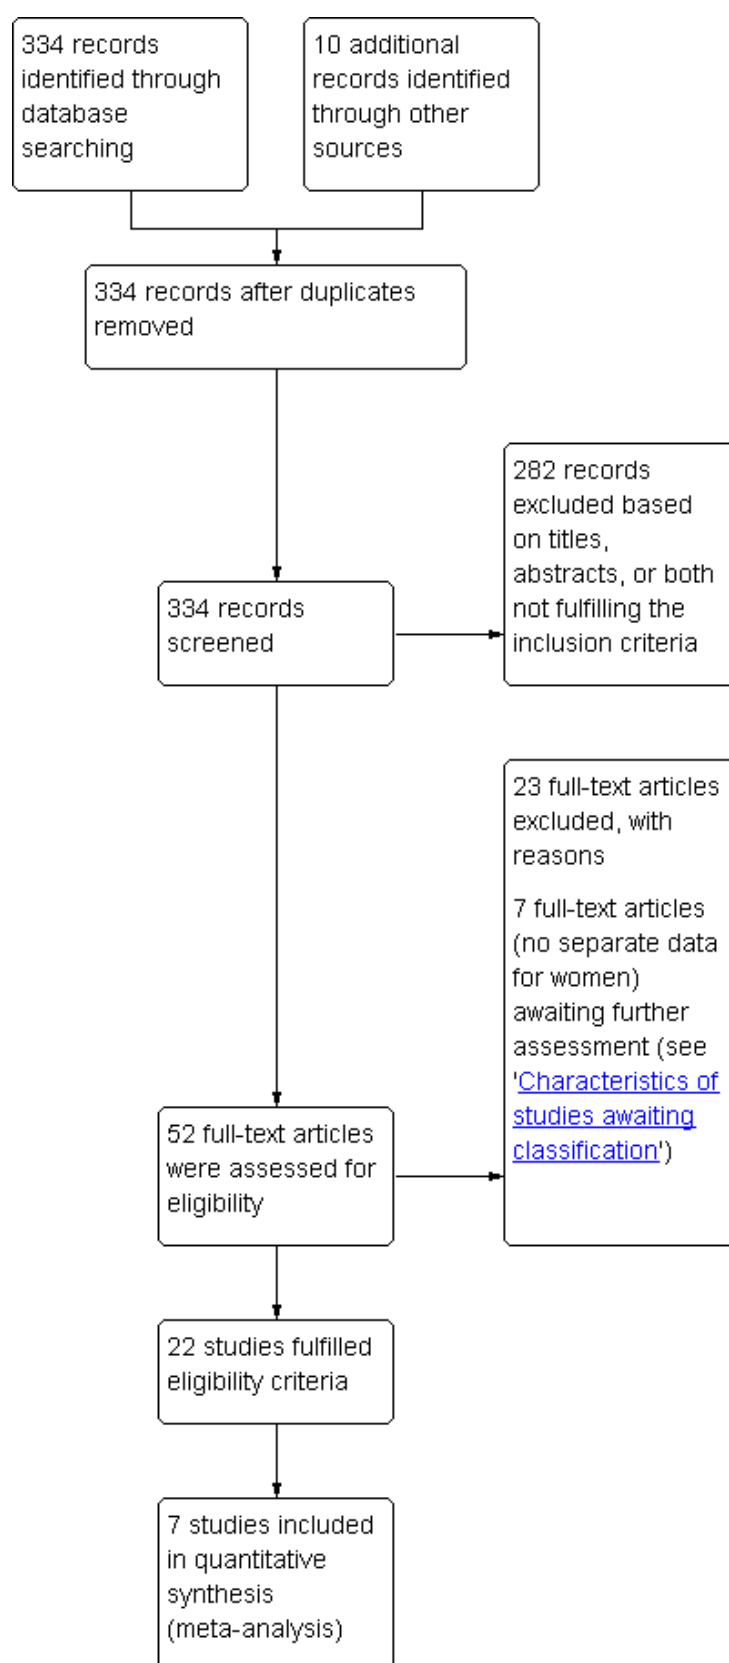 334 records
identified through
database
searching
10 additional
records identified
through other
sources
334 records after duplicates
removed
282 records
excluded based
on titles,
abstracts, or both
not fulfilling the
inclusion criteria
334 records
screened
23 full-text articles
excluded, with
reasons
7 full-text articles
(no separate data
for women)
awaiting further
assessment (see
'Characteristics of
studies awaiting
classification')
52 full-text articles
were assessed for
eligibility
22 studies fulfilled
eligibility criteria
7 studies included
in quantitative
synthesis
(meta-analysis)